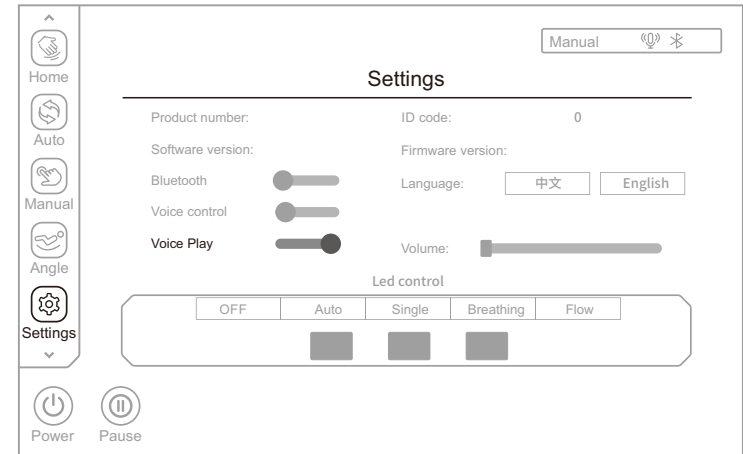 Manual
Home
Settings
Product number:
ID code:
0
Auto
Software version:
Firmware version:
Bluetooth
Language:
中文
English
Manual
Voice control
Voice Play
Volume:
Angle
Led control
OFF
Auto
Single
Breathing
Flow
Settings
Power
Pause